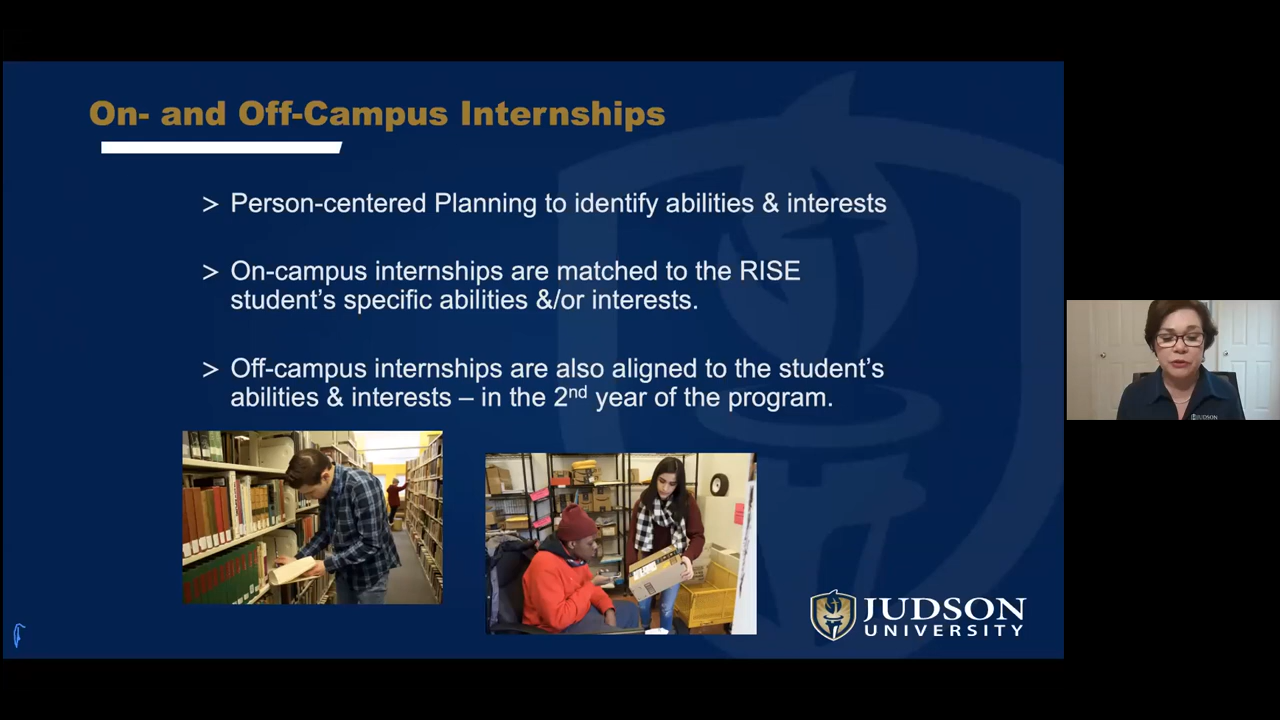 On- and Off-Campus Internships
> Person-centered Planning to identify abilities & interests
> On-campus internships are matched to the RISE
student's specific abilities &/or interests.
> Off-campus internships are also aligned to the student's
abilities & interests – in the 2nd year of the program.
JUDSON
UNIVERSITY
JUDSON